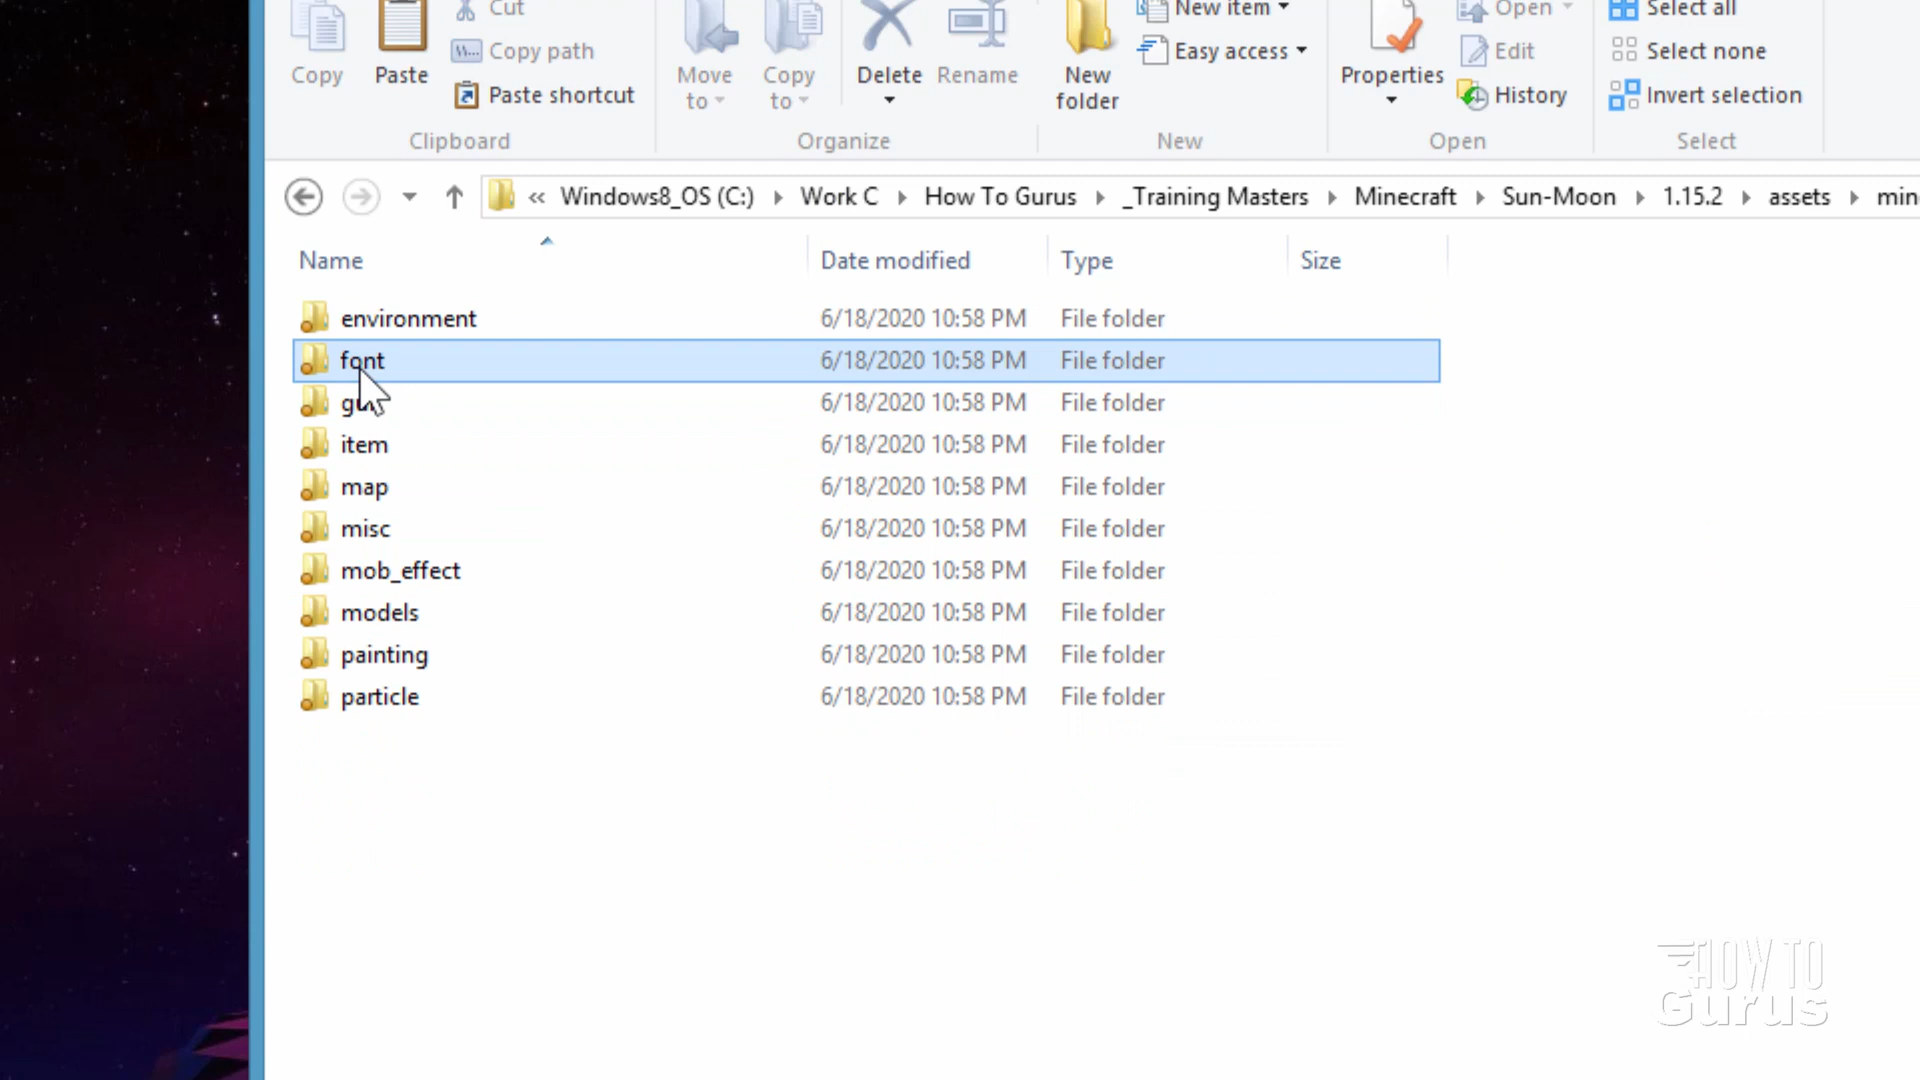 Cut
Copy path
Paste shortcut
Copy
Paste
Clipboard
Move to
Copy to
Delete
Rename
Organize
New folder
New item
Easy access
New
Properties
Open
Edit
History
Open
Select all
Select none
Invert selection
Select
« Windows8_OS (C:) Work C How To Gurus _Training Masters Minecraft Sun-Moon 1.15.2 assets
Name Date modified Type Size
environment 6/18/2020 10:58 PM File folder
font 6/18/2020 10:58 PM File folder
6/18/2020 10:58 PM File folder
item 6/18/2020 10:58 PM File folder
map 6/18/2020 10:58 PM File folder
misc 6/18/2020 10:58 PM File folder
mob_effect 6/18/2020 10:58 PM File folder
models 6/18/2020 10:58 PM File folder
painting 6/18/2020 10:58 PM File folder
particle 6/18/2020 10:58 PM File folder
HOW TO
Gurus